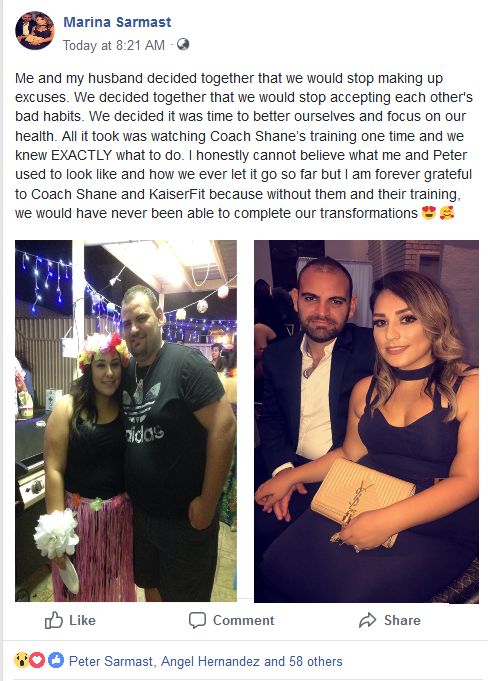 Marina Sarmast
Today at 8:21 AM ·
Me and my husband decided together that we would stop making up
excuses. We decided together that we would stop accepting each other's
bad habits. We decided it was time to better ourselves and focus on our
health. All it took was watching Coach Shane's training one time and we
knew EXACTLY what to do. I honestly cannot believe what me and Peter
used to look like and how we ever let it go so far but I am forever grateful
to Coach Shane and KaiserFit because without them and their training,
we would have never been able to complete our transformations 😍🥰
adidas
YSL
Like Comment Share
Peter Sarmast, Angel Hernandez and 58 others